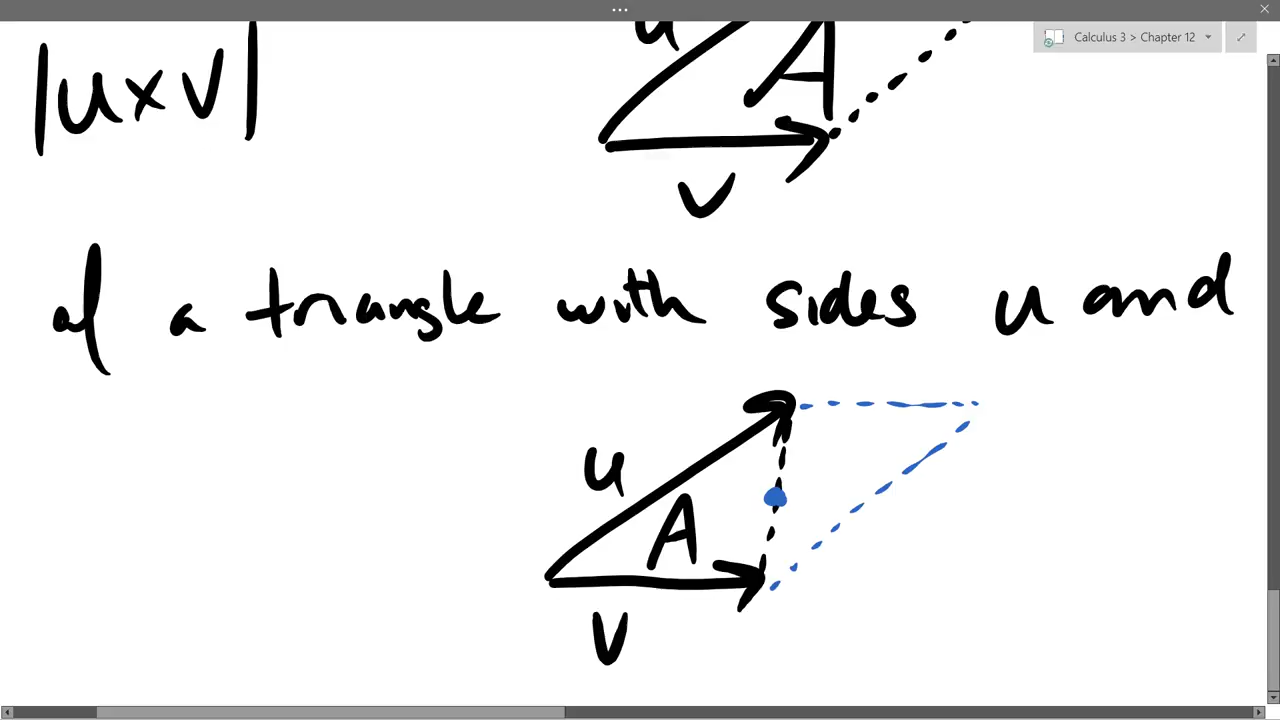 Calculus 3 > Chapter 12
u
|u×v|
A
v
of a triangle with sides u and
u
A
v